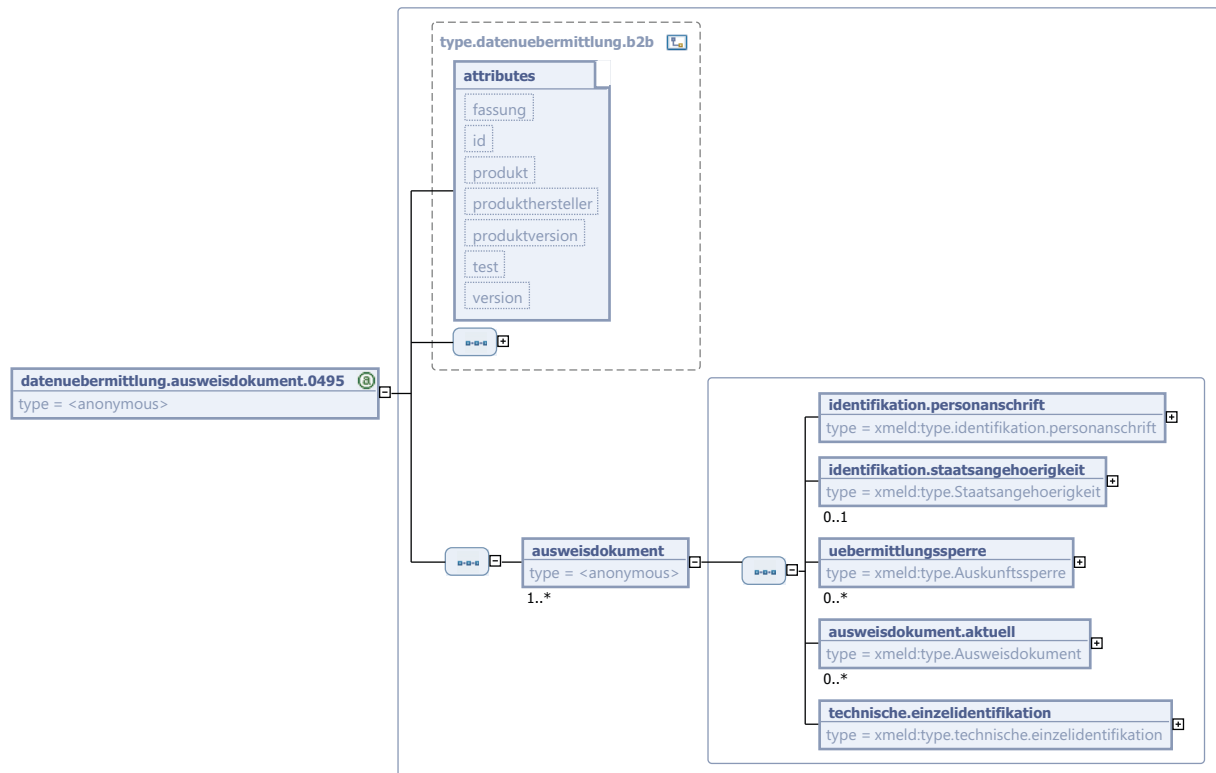 type.datenuebermittlung.b2b
attributes
fassung
id
produkt
produkthersteller
produktversion
test
version
datenuebermittlung.ausweisdokument.0495
type = <anonymous>
ausweisdokument
type = <anonymous>
1..*
identifikation.personanschrift
type = xmeld:type.identifikation.personanschrift
identifikation.staatsangehoerigkeit
type = xmeld:type.Staatsangehoerigkeit
0..1
uebermittlungssperre
type = xmeld:type.Auskunftssperre
0..*
ausweisdokument.aktuell
type = xmeld:type.Ausweisdokument
0..*
technische.einzelidentifikation
type = xmeld:type.technische.einzelidentifikation